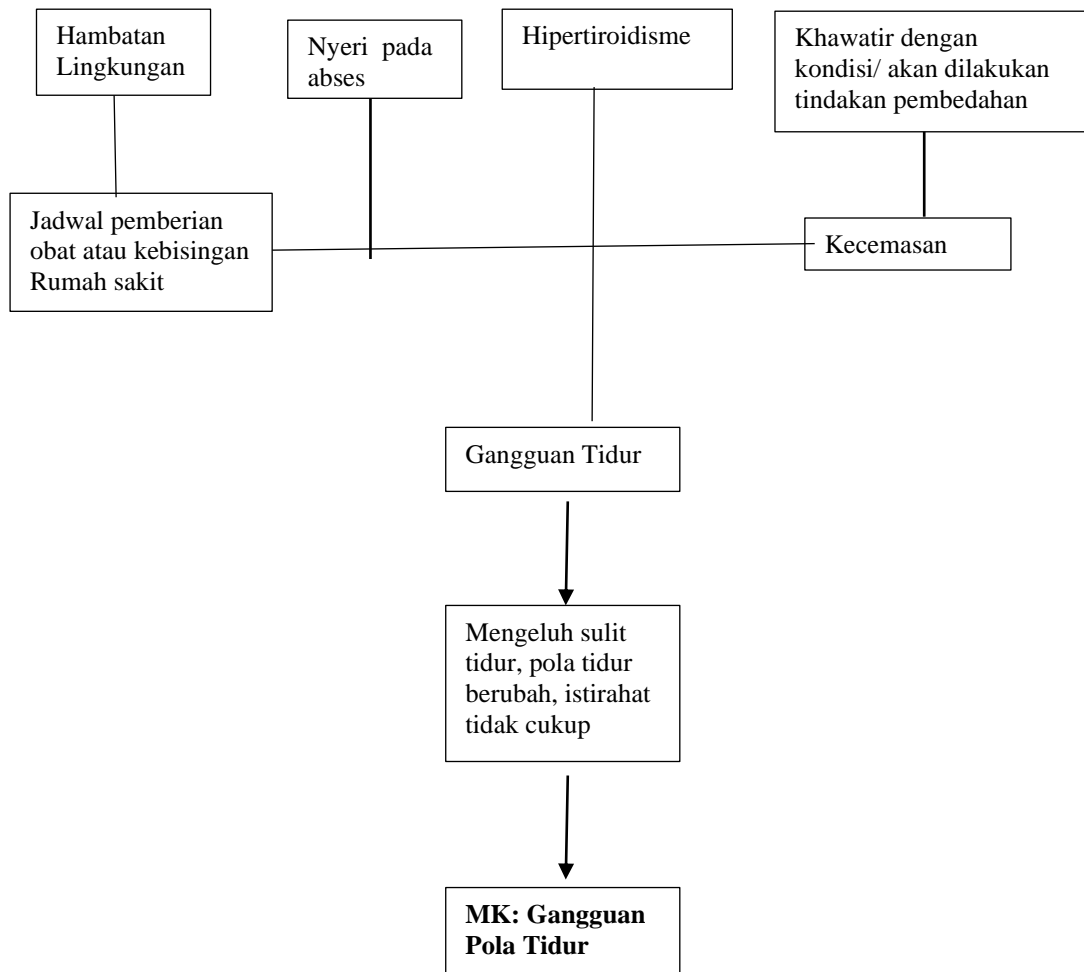 Hambatan
Lingkungan
Nyeri pada
abses
Hipertiroidisme
Khawatir dengan
kondisi/ akan dilakukan
tindakan pembedahan
Jadwal pemberian
obat atau kebisingan
Rumah sakit
Kecemasan
Gangguan Tidur
Mengeluh sulit
tidur, pola tidur
berubah, istirahat
tidak cukup
MK: Gangguan
Pola Tidur